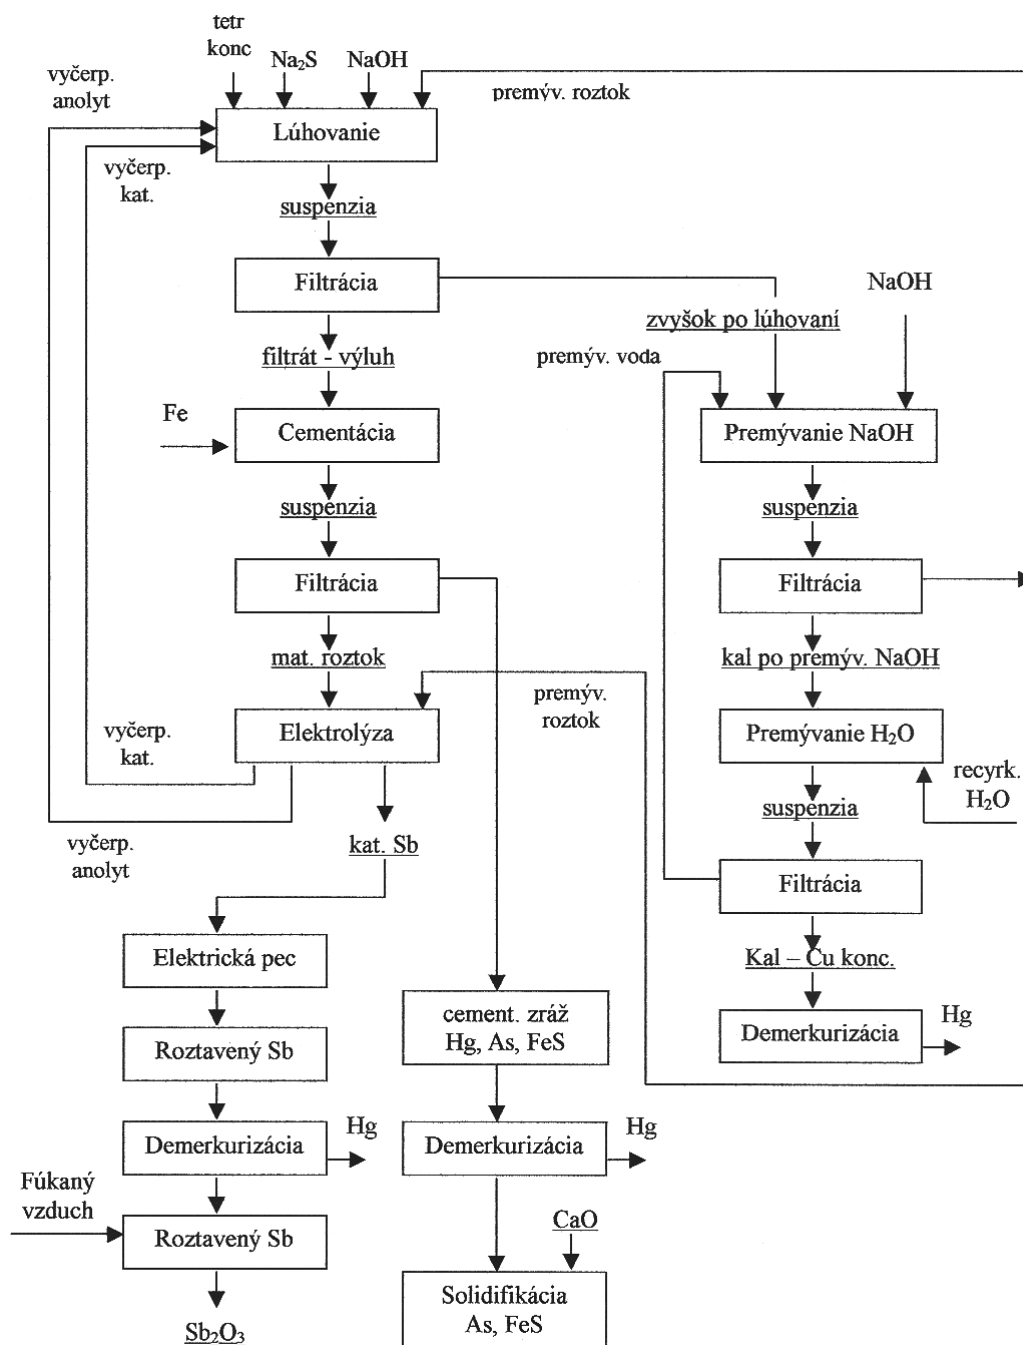 tetr
konc
Na₂S
NaOH
vyčerp.
anolyt
premýv. roztok
Lúhovanie
vyčerp.
kat.
suspenzia
Filtrácia
NaOH
zvyšok po lúhovaní
filtrát - výluh
premýv. voda
Fe
Cementácia
Premývanie NaOH
suspenzia
suspenzia
Filtrácia
Filtrácia
mat. roztok
kal po premýv. NaOH
premýv.
roztok
Elektrolýza
Premývanie H₂O
vyčerp.
kat.
recyrk.
H₂O
suspenzia
vyčerp.
anolyt
kat. Sb
Filtrácia
Elektrická pec
Kal – Cu konc.
cement. zráž
Hg, As, FeS
Hg
Demerkurizácia
Roztavený Sb
Hg
Hg
Demerkurizácia
Demerkurizácia
Fúkaný
vzduch
Roztavený Sb
CaO
Solidifikácia
As, FeS
Sb₂O₃